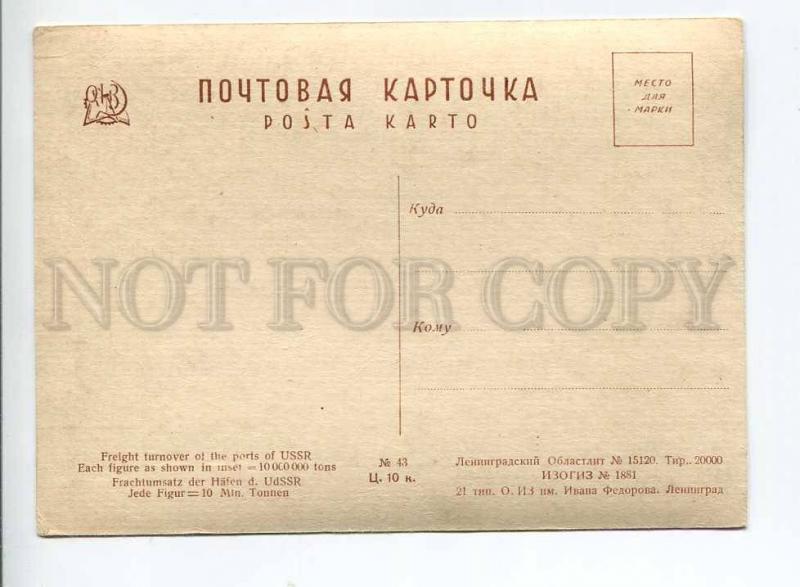 ПОЧТОВАЯ КАРТОЧКА
POŜTA KARTO
МЕСТО
ДЛЯ
МАРКИ
Куда
Кому
NOT FOR COPY
Freight turnover of the ports of USSR
Each figure as shown in inset = 10 000 000 tons
Frachtumsatz der Häfen d. UdSSR
Jede Figur = 10 Mln. Tonnen
№ 43
Ц. 10 к.
Ленинградский Областлит № 15120. Тир.. 20000
ИЗОГИЗ № 1881
21 тип. О. ИЗ им. Ивана Федорова. Ленинград